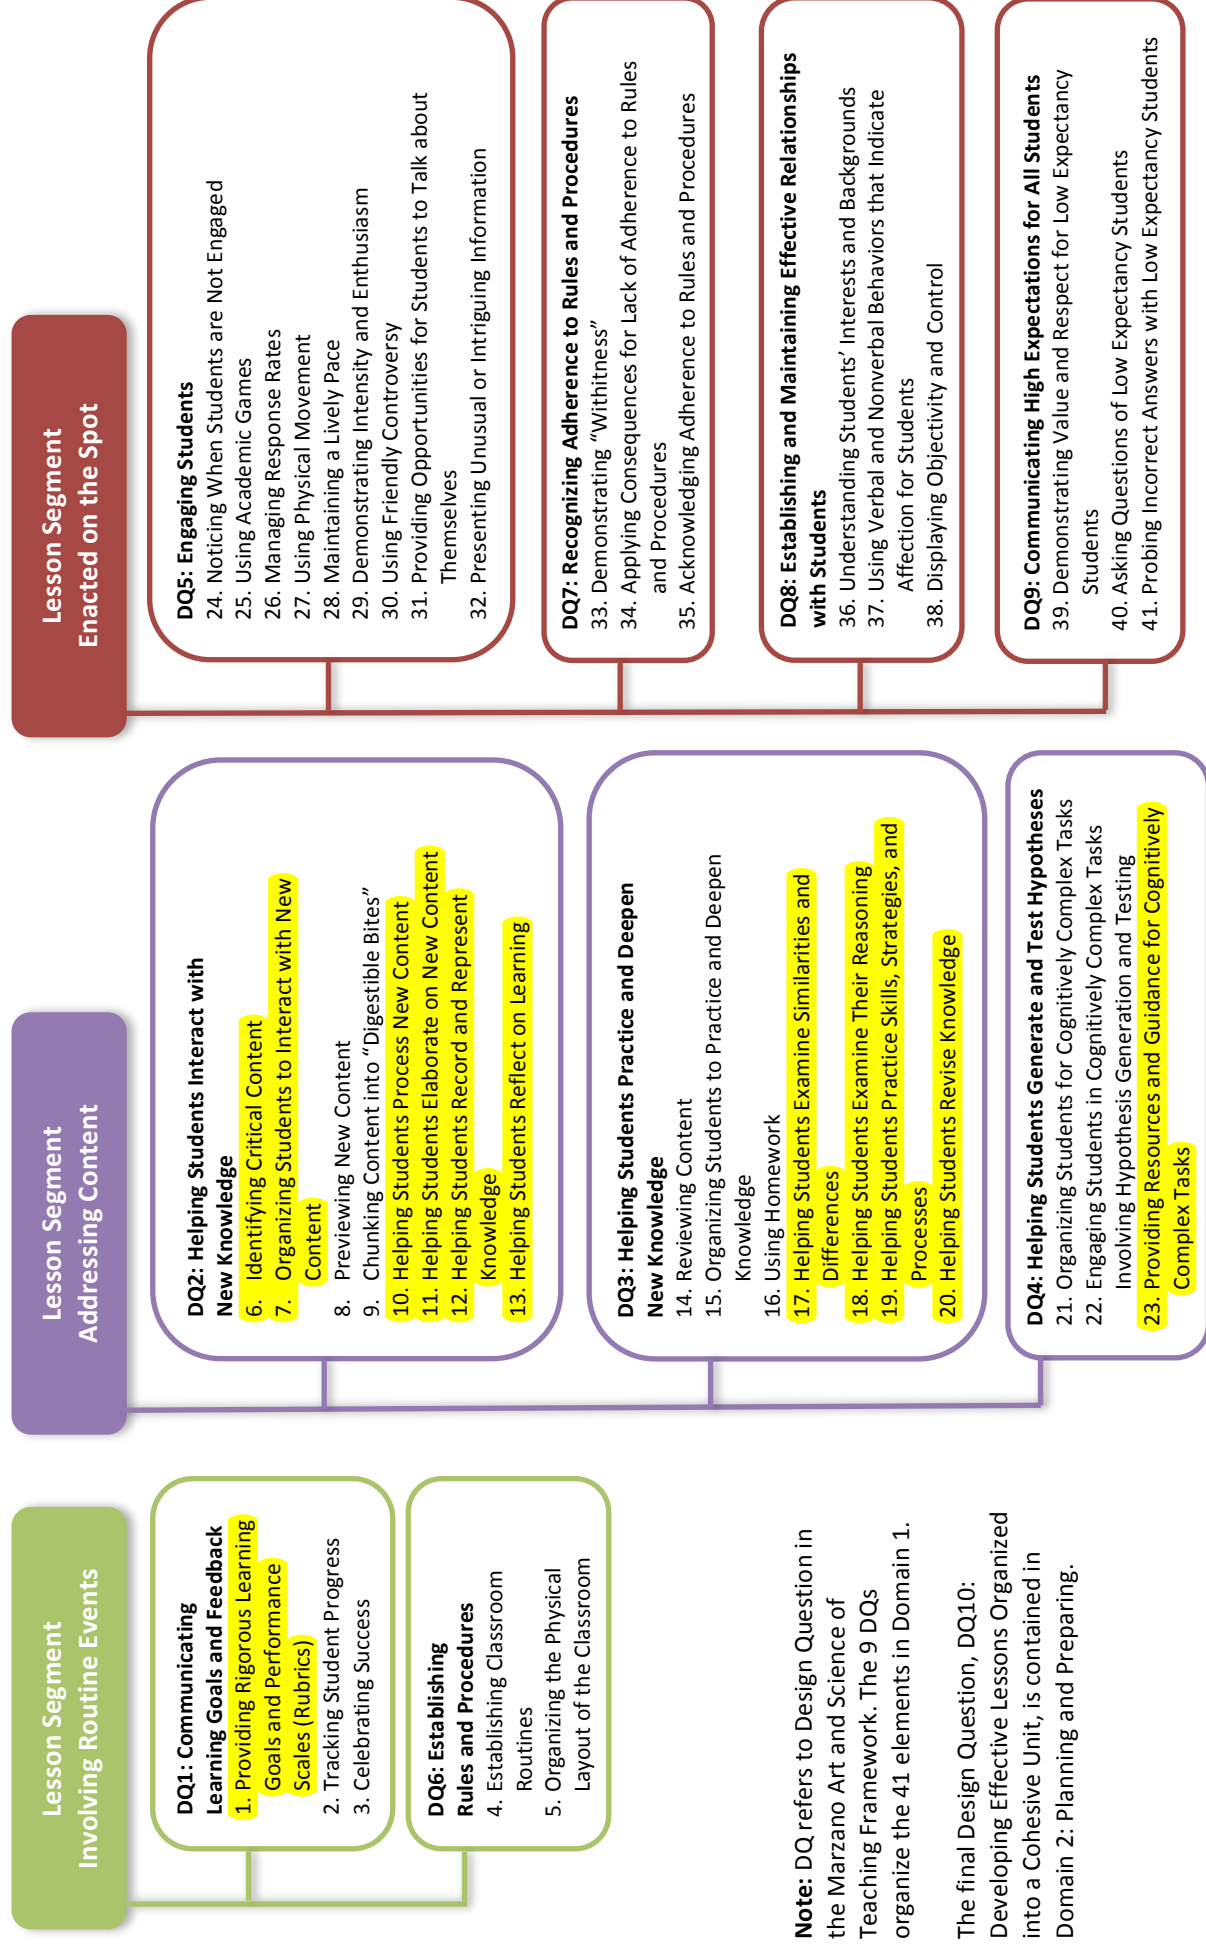 Lesson Segment
Involving Routine Events
DQ1: Communicating
Learning Goals and Feedback
1. Providing Rigorous Learning
Goals and Performance
Scales (Rubrics)
2. Tracking Student Progress
3. Celebrating Success
DQ6: Establishing
Rules and Procedures
4. Establishing Classroom
Routines
5. Organizing the Physical
Layout of the Classroom
Note: DQ refers to Design Question in
the Marzano Art and Science of
Teaching Framework. The 9 DQs
organize the 41 elements in Domain 1.
The final Design Question, DQ10:
Developing Effective Lessons Organized
into a Cohesive Unit, is contained in
Domain 2: Planning and Preparing.
Lesson Segment
Addressing Content
DQ2: Helping Students Interact with
New Knowledge
6. Identifying Critical Content
7. Organizing Students to Interact with New
Content
8. Previewing New Content
9. Chunking Content into “Digestible Bites”
10. Helping Students Process New Content
11. Helping Students Elaborate on New Content
12. Helping Students Record and Represent
Knowledge
13. Helping Students Reflect on Learning
DQ3: Helping Students Practice and Deepen
New Knowledge
14. Reviewing Content
15. Organizing Students to Practice and Deepen
Knowledge
16. Using Homework
17. Helping Students Examine Similarities and
Differences
18. Helping Students Examine Their Reasoning
19. Helping Students Practice Skills, Strategies, and
Processes
20. Helping Students Revise Knowledge
DQ4: Helping Students Generate and Test Hypotheses
21. Organizing Students for Cognitively Complex Tasks
22. Engaging Students in Cognitively Complex Tasks
Involving Hypothesis Generation and Testing
23. Providing Resources and Guidance for Cognitively
Complex Tasks
Lesson Segment
Enacted on the Spot
DQ5: Engaging Students
24. Noticing When Students are Not Engaged
25. Using Academic Games
26. Managing Response Rates
27. Using Physical Movement
28. Maintaining a Lively Pace
29. Demonstrating Intensity and Enthusiasm
30. Using Friendly Controversy
31. Providing Opportunities for Students to Talk about
Themselves
32. Presenting Unusual or Intriguing Information
DQ7: Recognizing Adherence to Rules and Procedures
33. Demonstrating “Withitness”
34. Applying Consequences for Lack of Adherence to Rules
and Procedures
35. Acknowledging Adherence to Rules and Procedures
DQ8: Establishing and Maintaining Effective Relationships
with Students
36. Understanding Students’ Interests and Backgrounds
37. Using Verbal and Nonverbal Behaviors that Indicate
Affection for Students
38. Displaying Objectivity and Control
DQ9: Communicating High Expectations for All Students
39. Demonstrating Value and Respect for Low Expectancy
Students
40. Asking Questions of Low Expectancy Students
41. Probing Incorrect Answers with Low Expectancy Students